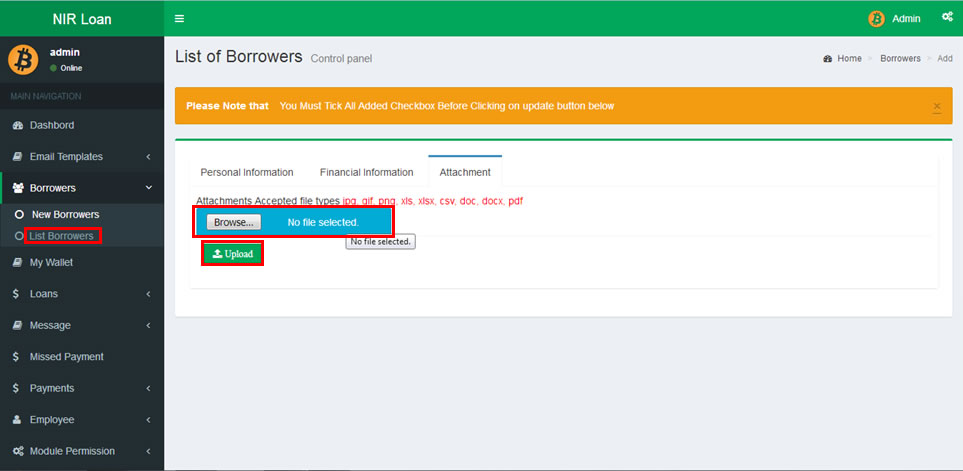 NIR Loan
Admin
admin
Online
MAIN NAVIGATION
Dashbord
Email Templates
Borrowers
New Borrowers
List Borrowers
My Wallet
Loans
Message
Missed Payment
Payments
Employee
Module Permission
List of Borrowers Control panel
Home > Borrowers > Add
Please Note that You Must Tick All Added Checkbox Before Clicking on update button below ×
Personal Information Financial Information Attachment
Attachments Accepted file types jpg, gif, png, xls, xlsx, csv, doc, docx, pdf
Browse... No file selected.
No file selected.
Upload